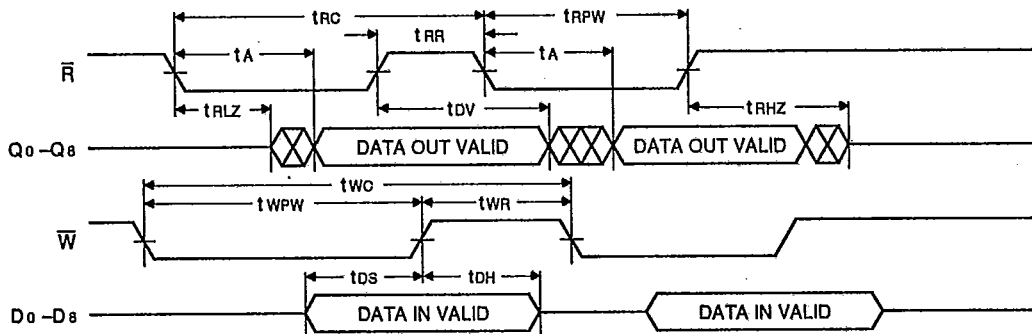 tRC tRPW
tRR
tA tA
R
tRLZ tDV tRHZ
Q0–Q8 DATA OUT VALID DATA OUT VALID
tWC
tWPW tWR
W
tDS tDH
D0–D8 DATA IN VALID DATA IN VALID